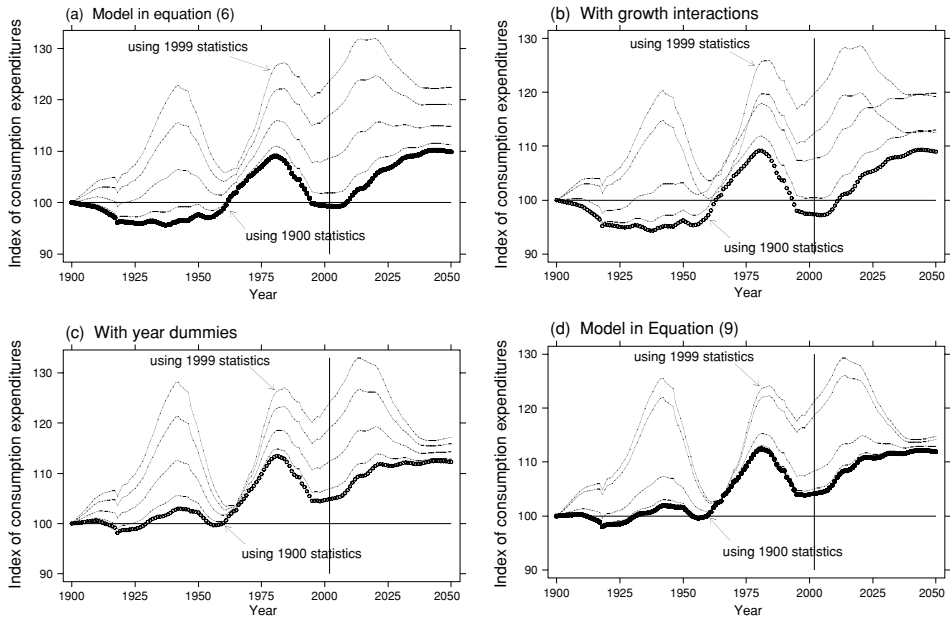 (a) Model in equation (6)
Index of consumption expenditures
130
120
110
100
90
using 1999 statistics
using 1900 statistics
1900 1925 1950 1975 2000 2025 2050
Year
(b) With growth interactions
Index of consumption expenditures
130
120
110
100
90
using 1999 statistics
using 1900 statistics
1900 1925 1950 1975 2000 2025 2050
Year
(c) With year dummies
Index of consumption expenditures
130
120
110
100
90
using 1999 statistics
using 1900 statistics
1900 1925 1950 1975 2000 2025 2050
Year
(d) Model in Equation (9)
Index of consumption expenditures
130
120
110
100
90
using 1999 statistics
using 1900 statistics
1900 1925 1950 1975 2000 2025 2050
Year